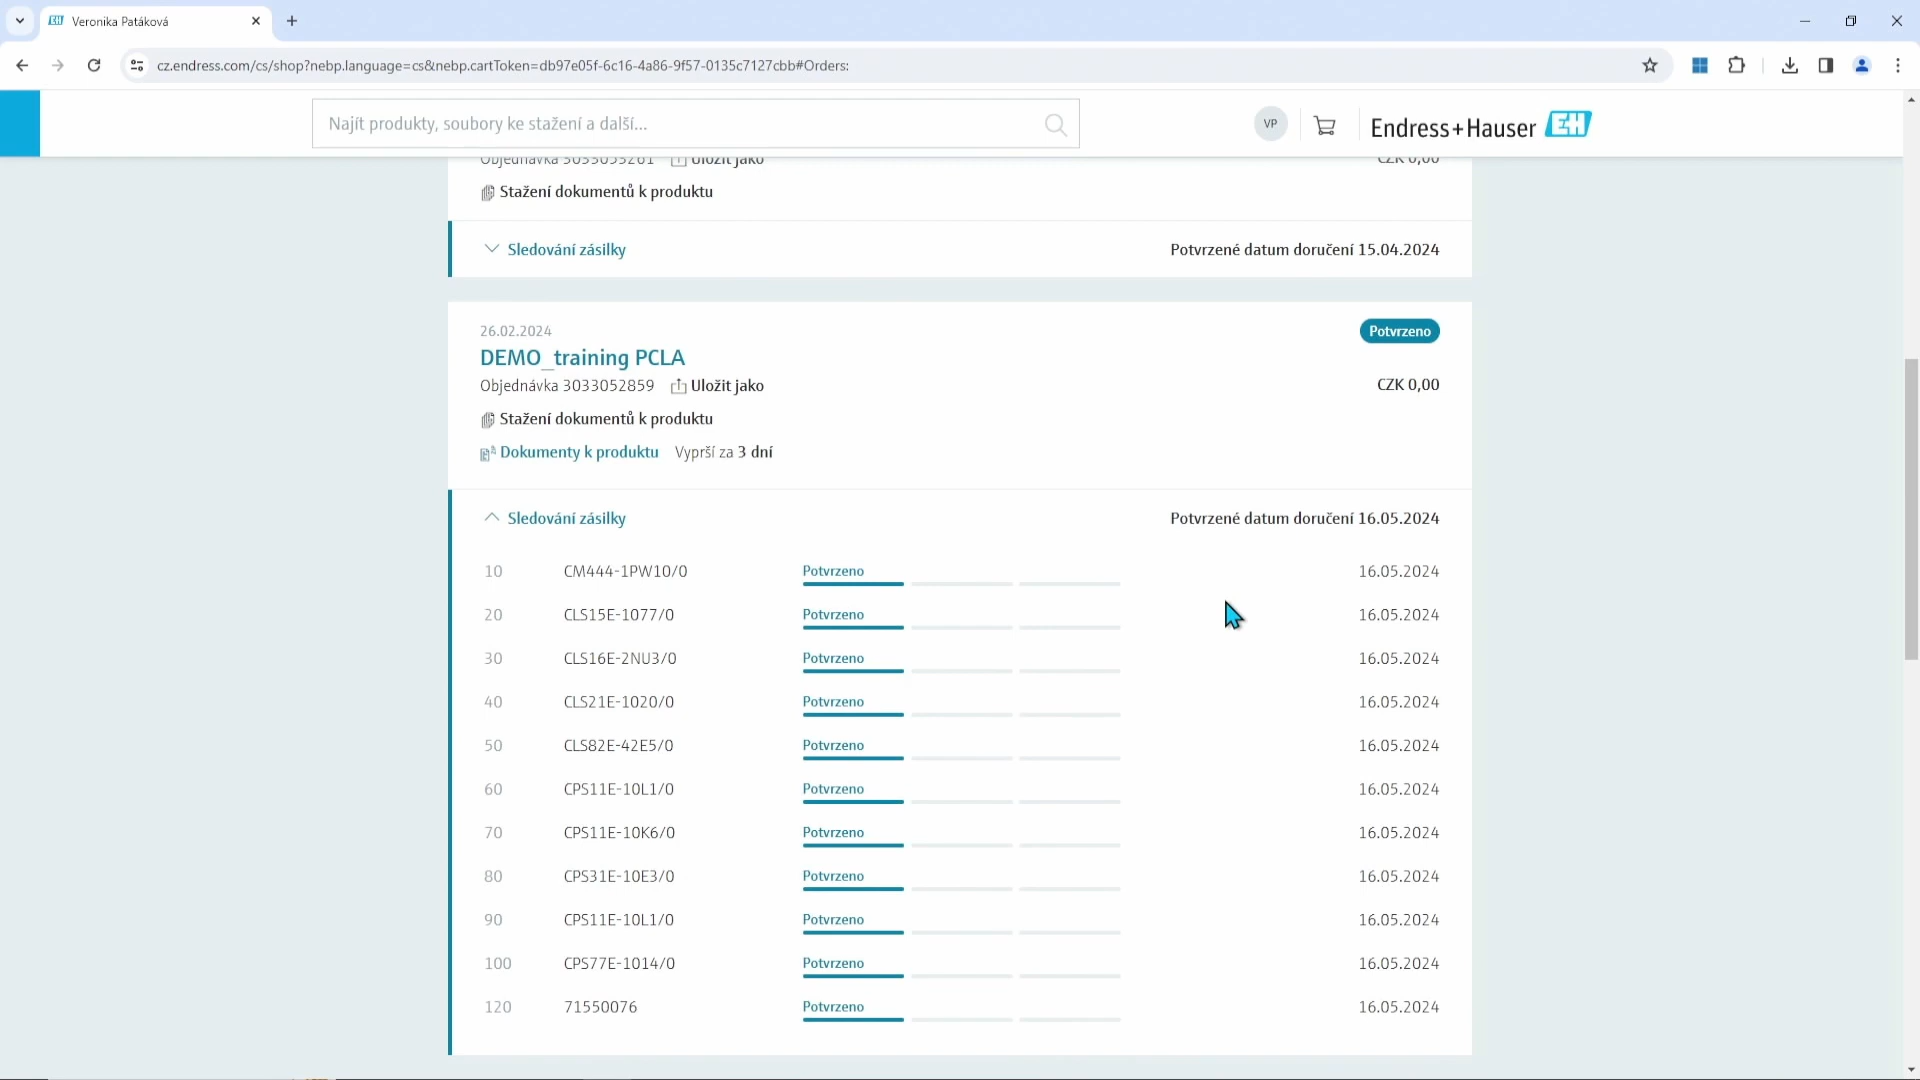 Veronika Patáková
cz.endress.com/cs/shop?nebp.language=cs&nebp.cartToken=db97e05f-6c16-4a86-9f57-0135c7127cbb#Orders:
Najít produkty, soubory ke stažení a další...
VP
Endress+Hauser EH
Objednávka 3033053261 Uložit jako CZK 0,00
Stažení dokumentů k produktu
Sledování zásilky Potvrzené datum doručení 15.04.2024
26.02.2024 Potvrzeno
DEMO_training PCLA
Objednávka 3033052859 Uložit jako CZK 0,00
Stažení dokumentů k produktu
Dokumenty k produktu Vyprší za 3 dní
Sledování zásilky Potvrzené datum doručení 16.05.2024
10 CM444-1PW10/0 Potvrzeno 16.05.2024
20 CLS15E-1077/0 Potvrzeno 16.05.2024
30 CLS16E-2NU3/0 Potvrzeno 16.05.2024
40 CLS21E-1020/0 Potvrzeno 16.05.2024
50 CLS82E-42E5/0 Potvrzeno 16.05.2024
60 CPS11E-10L1/0 Potvrzeno 16.05.2024
70 CPS11E-10K6/0 Potvrzeno 16.05.2024
80 CPS31E-10E3/0 Potvrzeno 16.05.2024
90 CPS11E-10L1/0 Potvrzeno 16.05.2024
100 CPS77E-1014/0 Potvrzeno 16.05.2024
120 71550076 Potvrzeno 16.05.2024